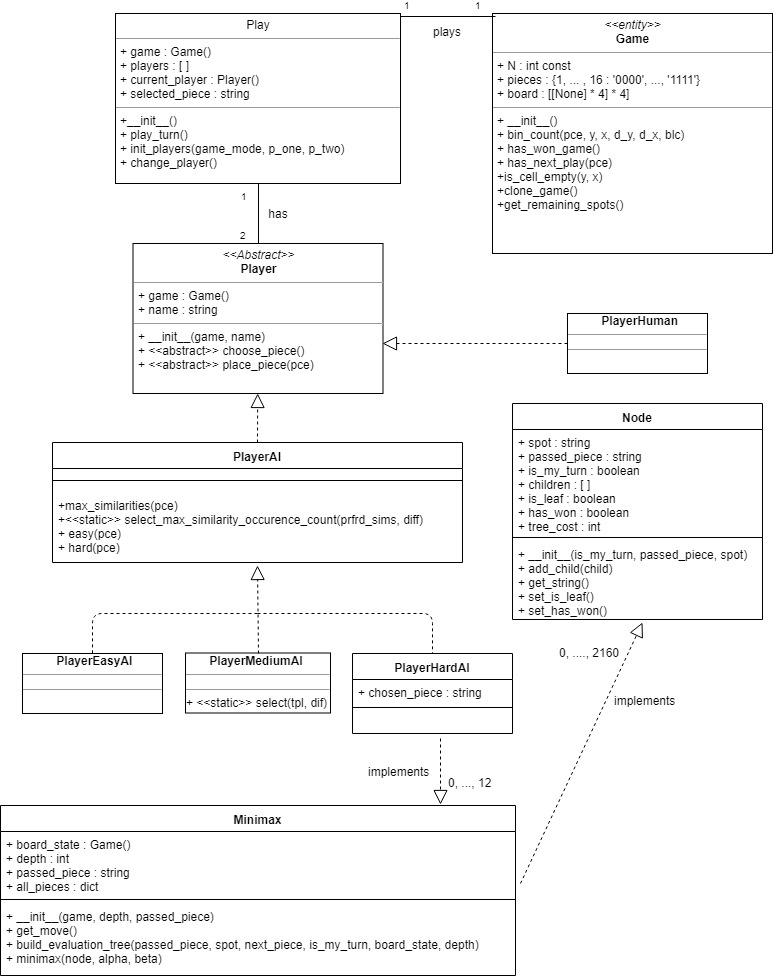 Play
+ game : Game()
+ players : [ ]
+ current_player : Player()
+ selected_piece : string
+__init__()
+ play_turn()
+ init_players(game_mode, p_one, p_two)
+ change_player()
1
1
plays
<<entity>>
Game
+ N : int const
+ pieces : {1, ... , 16 : '0000', ..., '1111'}
+ board : [[None] * 4] * 4]
+ __init__()
+ bin_count(pce, y, x, d_y, d_x, blc)
+ has_won_game()
+ has_next_play(pce)
+is_cell_empty(y, x)
+clone_game()
+get_remaining_spots()
1
has
2
<<Abstract>>
Player
+ game : Game()
+ name : string
+ __init__(game, name)
+ <<abstract>> choose_piece()
+ <<abstract>> place_piece(pce)
PlayerHuman
PlayerAI
+max_similarities(pce)
+<<static>> select_max_similarity_occurence_count(prfrd_sims, diff)
+ easy(pce)
+ hard(pce)
Node
+ spot : string
+ passed_piece : string
+ is_my_turn : boolean
+ children : [ ]
+ is_leaf : boolean
+ has_won : boolean
+ tree_cost : int
+ __init__(is_my_turn, passed_piece, spot)
+ add_child(child)
+ get_string()
+ set_is_leaf()
+ set_has_won()
PlayerEasyAI
PlayerMediumAI
+ <<static>> select(tpl, dif)
PlayerHardAI
+ chosen_piece : string
0, ...., 2160
implements
implements
0, ..., 12
Minimax
+ board_state : Game()
+ depth : int
+ passed_piece : string
+ all_pieces : dict
+ __init__(game, depth, passed_piece)
+ get_move()
+ build_evaluation_tree(passed_piece, spot, next_piece, is_my_turn, board_state, depth)
+ minimax(node, alpha, beta)